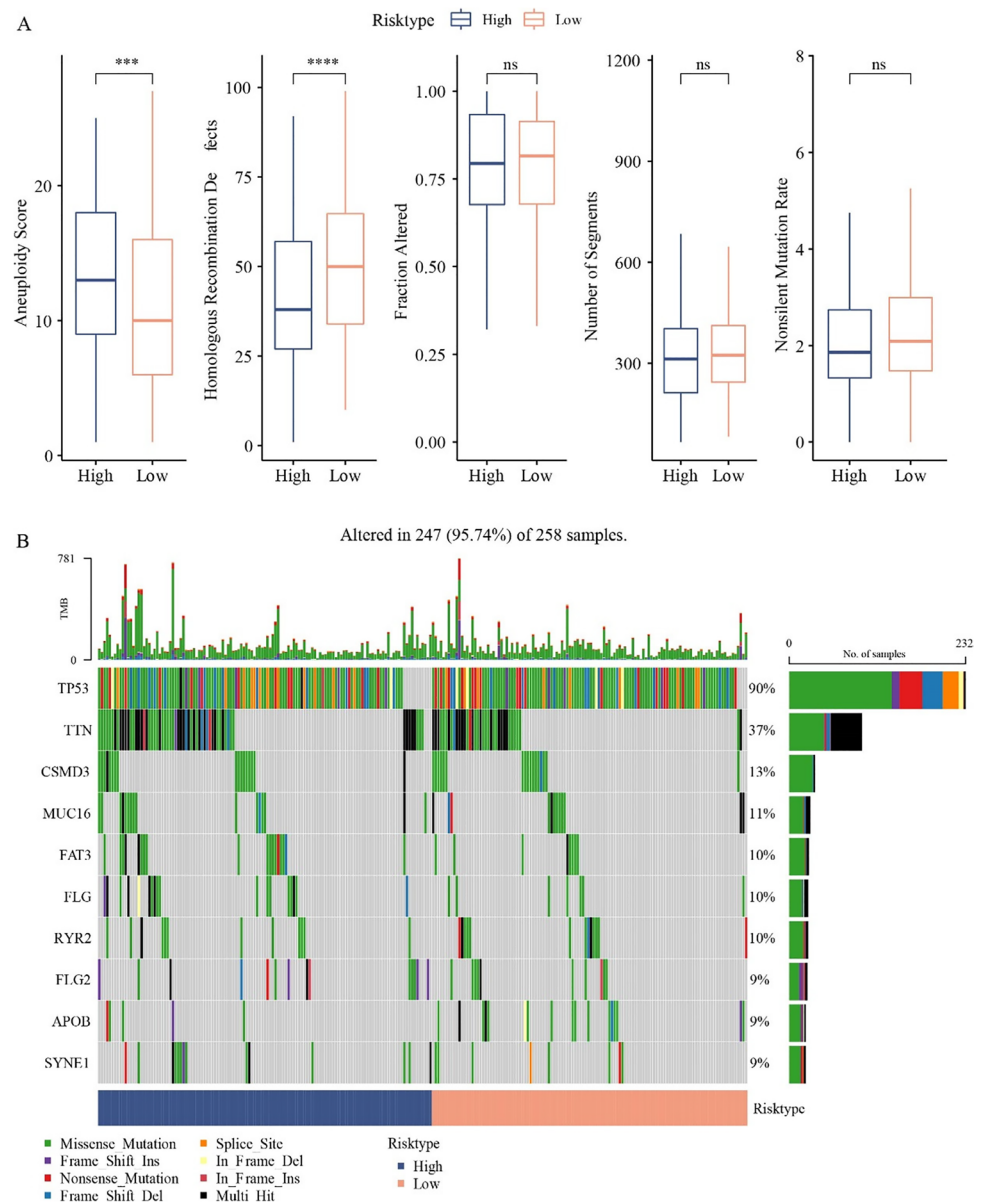 A
Risktype High Low
Aneuploidy Score
0
10
20
***
High Low
Homologous Recombination De fects
0
25
50
75
100
****
High Low
Fraction Altered
0.00
0.25
0.50
0.75
1.00
ns
High Low
Number of Segments
300
600
900
1200
ns
High Low
Nonsilent Mutation Rate
0
2
4
6
8
ns
High Low
B
Altered in 247 (95.74%) of 258 samples.
TMB
781
0
0 232
No. of samples
TP53 90%
TTN 37%
CSMD3 13%
MUC16 11%
FAT3 10%
FLG 10%
RYR2 10%
FLG2 9%
APOB 9%
SYNE1 9%
Risktype
Missense_Mutation
Frame_Shift_Ins
Nonsense_Mutation
Frame_Shift_Del
Splice_Site
In_Frame_Del
In_Frame_Ins
Multi_Hit
Risktype
High
Low